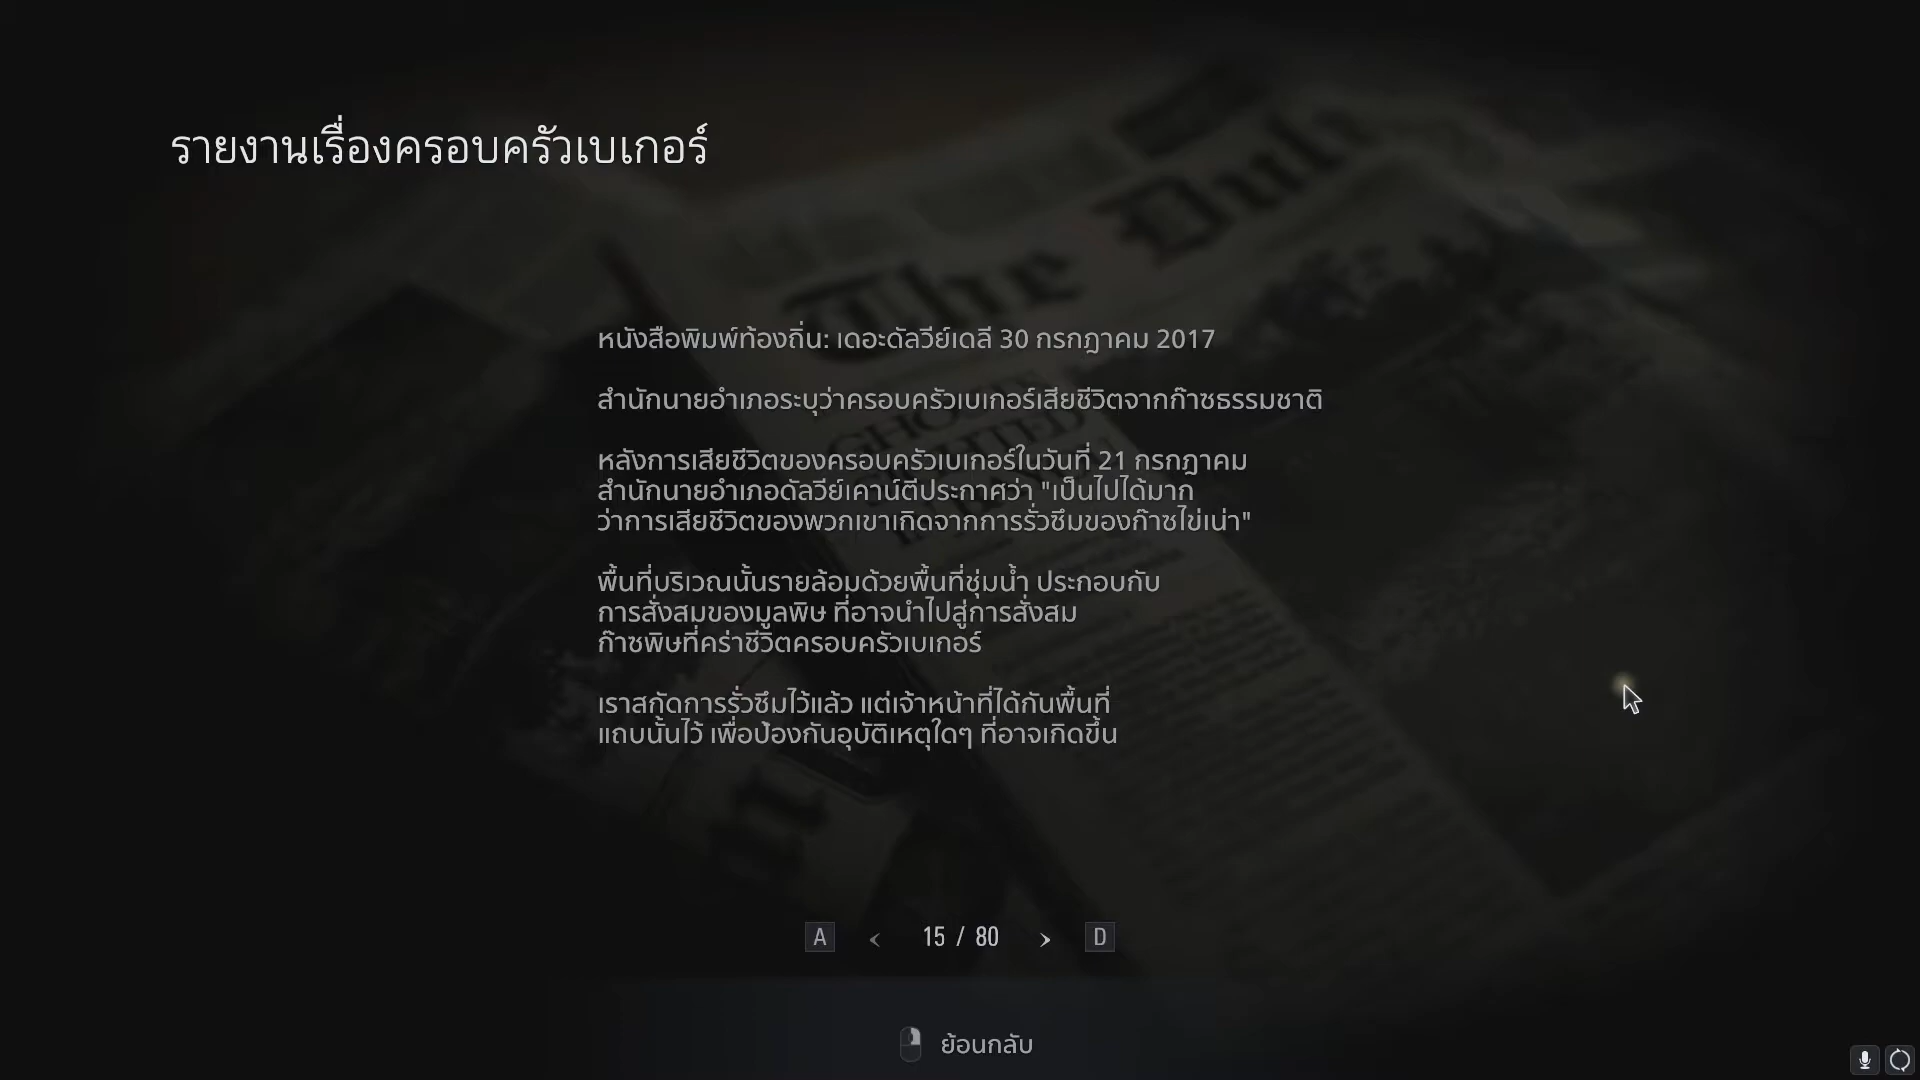 รายงานเรื่องครอบครัวเบเกอร์
หนังสือพิมพ์ท้องถิ่น: เดอะดัลวีย์เดลี 30 กรกฎาคม 2017
สำนักนายอำเภอระบุว่าครอบครัวเบเกอร์เสียชีวิตจากก๊าซธรรมชาติ
หลังการเสียชีวิตของครอบครัวเบเกอร์ในวันที่ 21 กรกฎาคม
สำนักนายอำเภอดัลวีย์เคาน์ตีประกาศว่า "เป็นไปได้มาก
ว่าการเสียชีวิตของพวกเขาเกิดจากการรั่วซึมของก๊าซไข่เน่า"
พื้นที่บริเวณนั้นรายล้อมด้วยพื้นที่ชุ่มน้ำ ประกอบกับ
การสั่งสมของมูลพิษ ที่อาจนำไปสู่การสั่งสม
ก๊าซพิษที่คร่าชีวิตครอบครัวเบเกอร์
เราสกัดการรั่วซึมไว้แล้ว แต่เจ้าหน้าที่ได้กันพื้นที่
แถบนั้นไว้ เพื่อป้องกันอุบัติเหตุใดๆ ที่อาจเกิดขึ้น
A < 15 / 80 > D
ย้อนกลับ